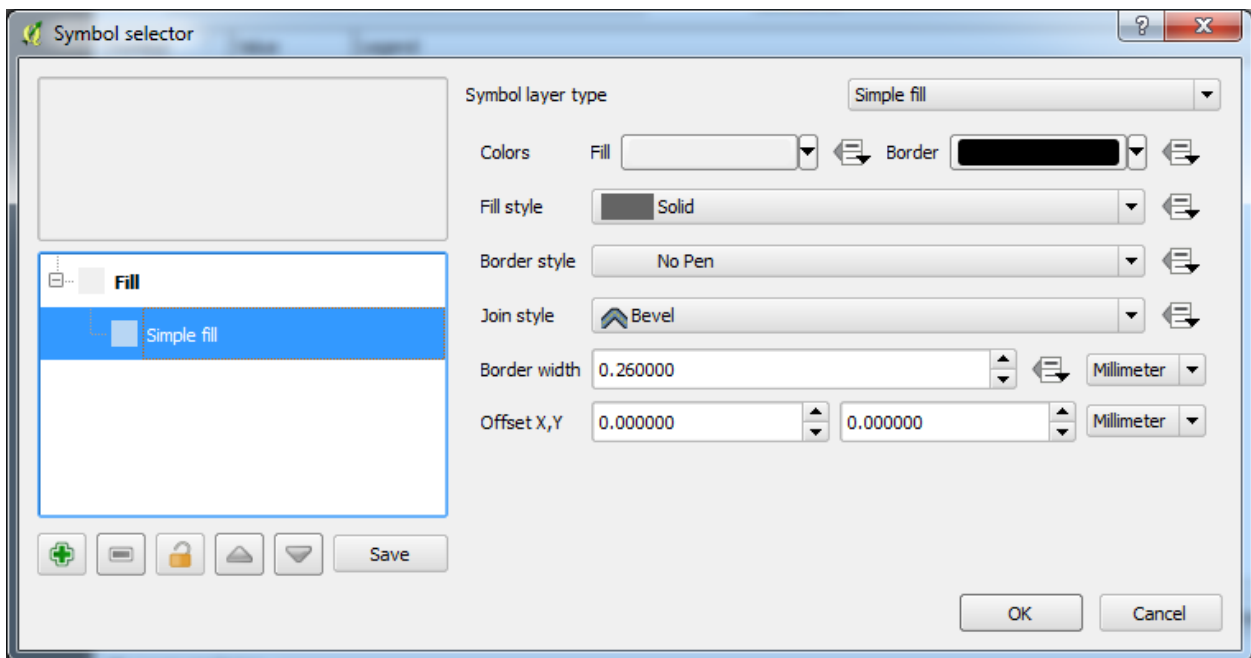 Symbol selector
Symbol layer type Simple fill
Colors Fill Border
Fill style Solid
Border style No Pen
Join style Bevel
Border width 0.260000 Millimeter
Offset X,Y 0.000000 0.000000 Millimeter
Fill
Simple fill
Save
OK Cancel